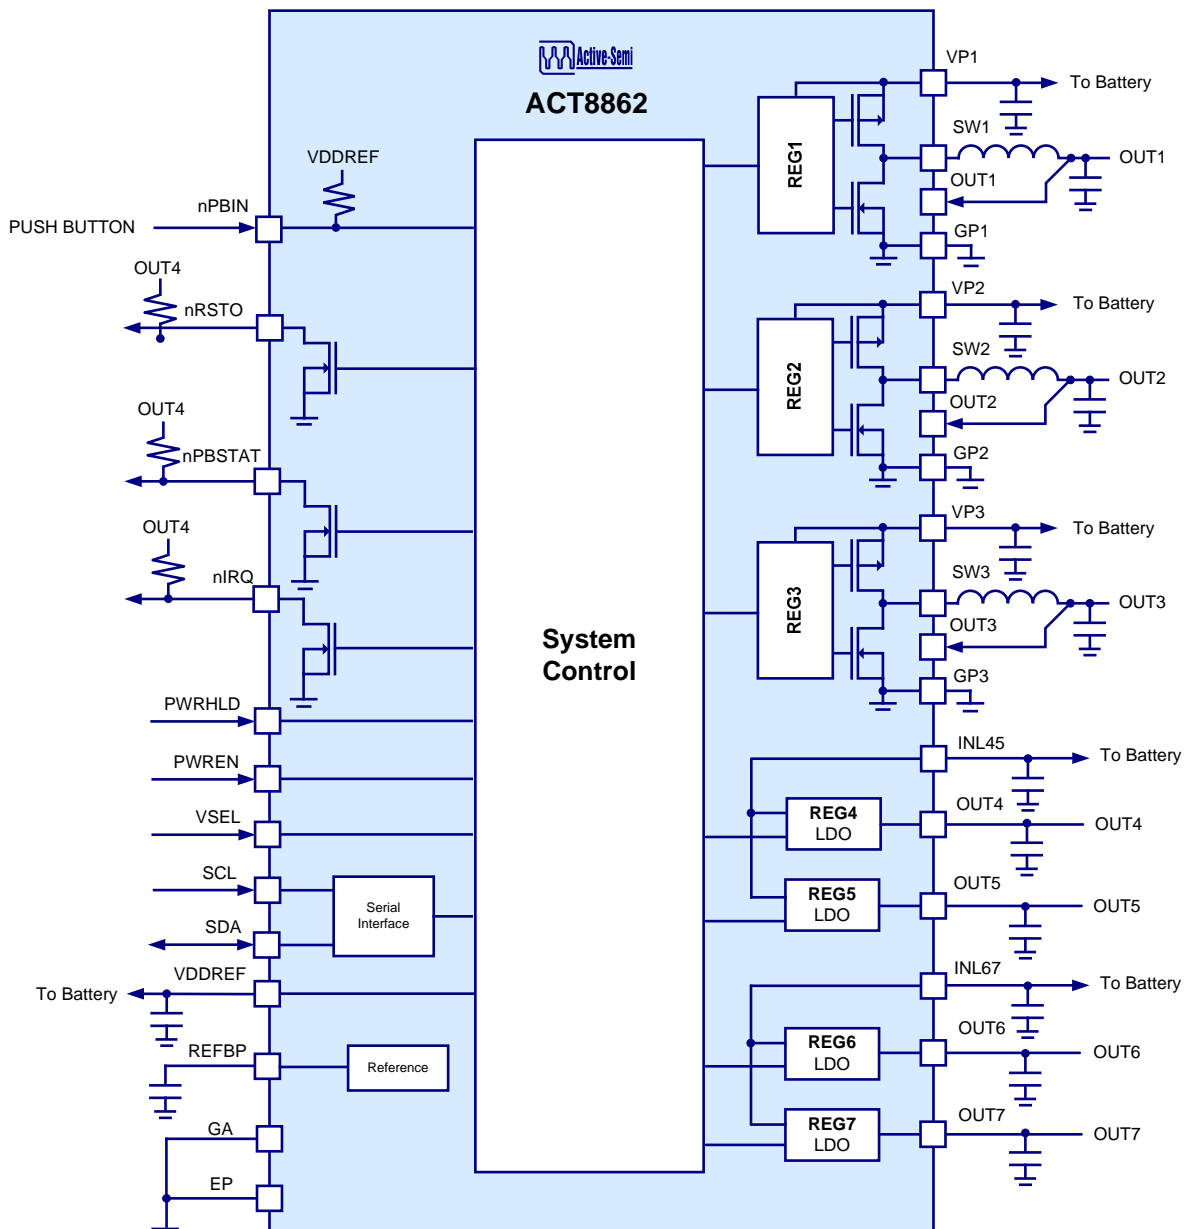 Active-Semi
ACT8862
VDDREF
nPBIN
PUSH BUTTON
OUT4
nRSTO
OUT4
nPBSTAT
OUT4
nIRQ
PWRHLD
PWREN
VSEL
SCL
SDA
Serial
Interface
VDDREF
To Battery
REFBP
Reference
GA
EP
System
Control
REG1
VP1
To Battery
SW1
OUT1
OUT1
GP1
REG2
VP2
To Battery
SW2
OUT2
OUT2
GP2
REG3
VP3
To Battery
SW3
OUT3
OUT3
GP3
INL45
To Battery
REG4
LDO
OUT4
OUT4
REG5
LDO
OUT5
OUT5
INL67
To Battery
REG6
LDO
OUT6
OUT6
REG7
LDO
OUT7
OUT7